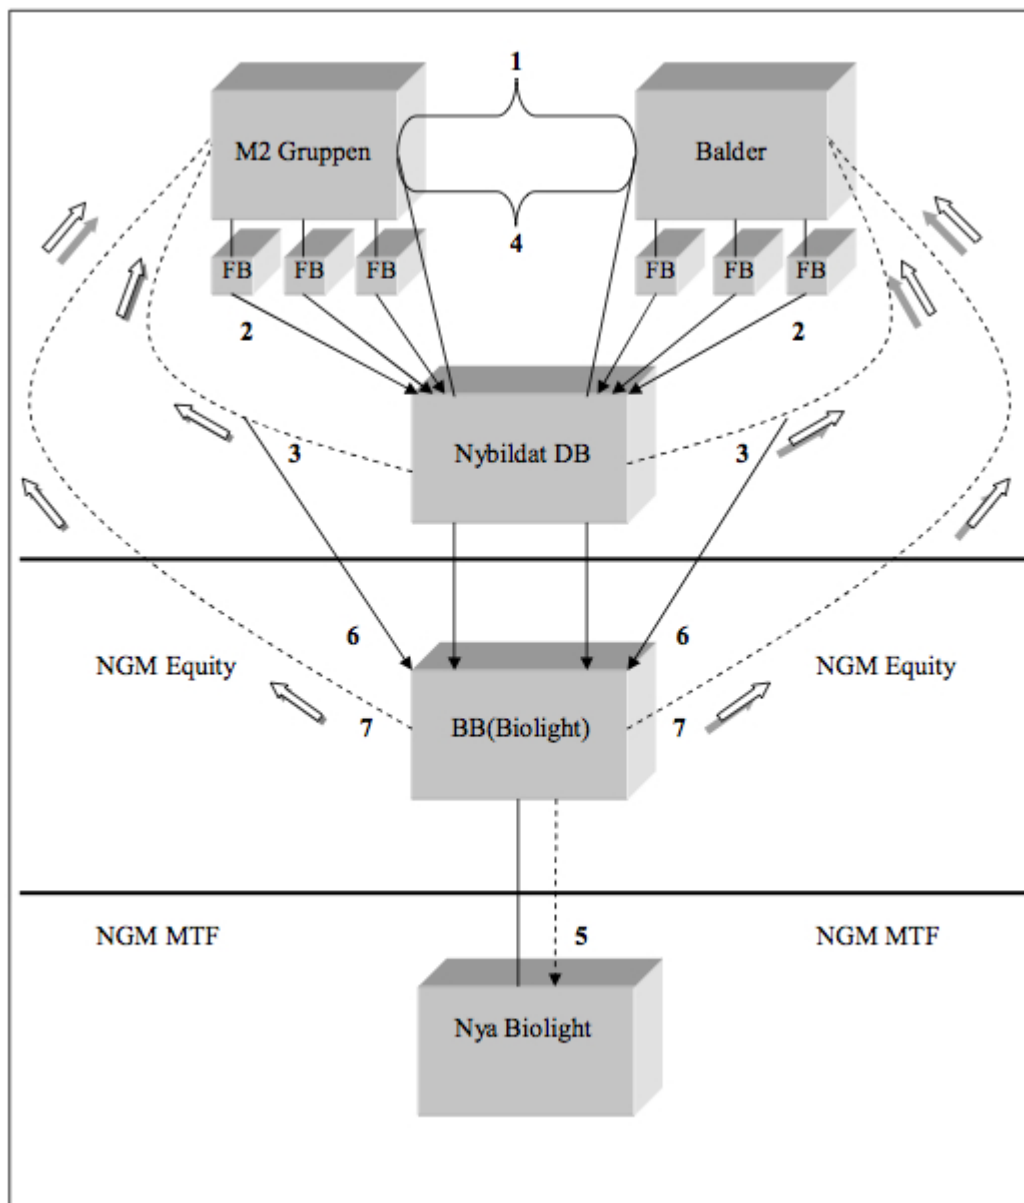 1
M2 Gruppen
Balder
4
FB FB FB
FB FB FB
2
2
3
Nybildat DB
3
6
6
NGM Equity
NGM Equity
7
BB(Biolight)
7
NGM MTF
5
NGM MTF
Nya Biolight